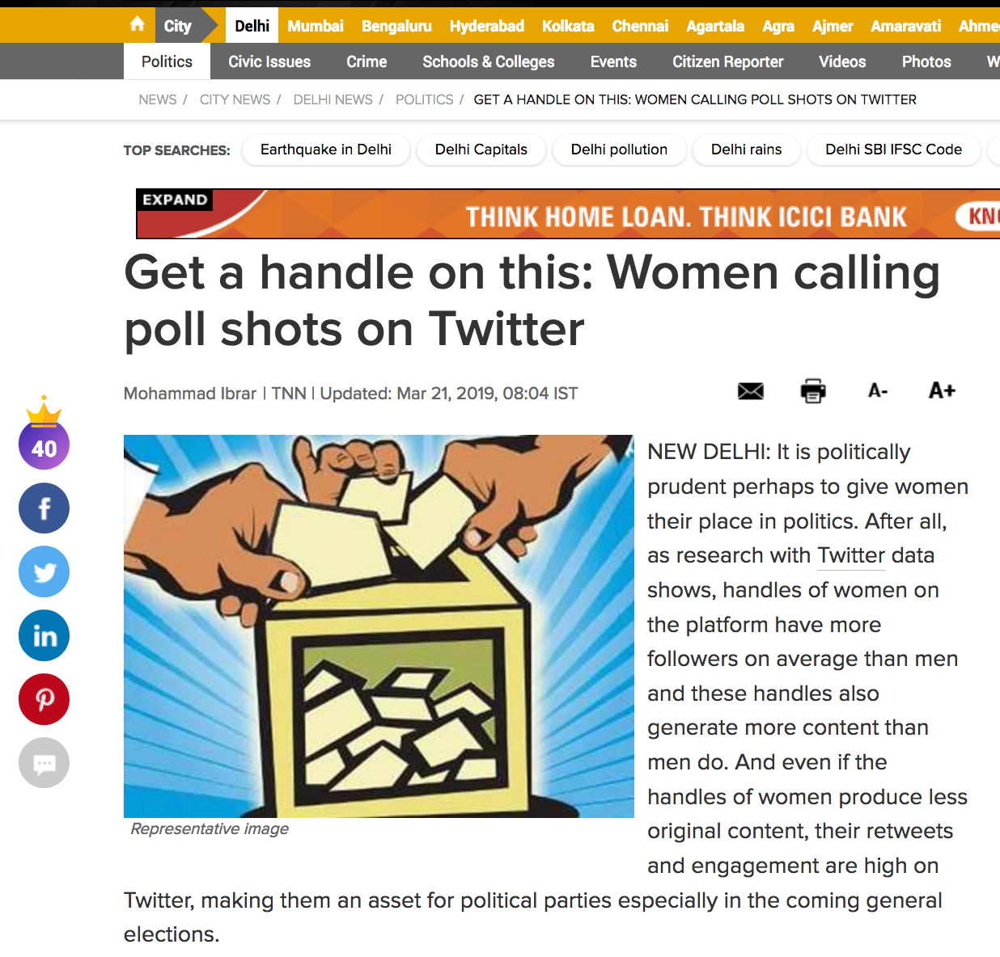 City Delhi Mumbai Bengaluru Hyderabad Kolkata Chennai Agartala Agra Ajmer Amaravati
Politics Civic Issues Crime Schools & Colleges Events Citizen Reporter Videos Photos
NEWS / CITY NEWS / DELHI NEWS / POLITICS / GET A HANDLE ON THIS: WOMEN CALLING POLL SHOTS ON TWITTER
TOP SEARCHES: Earthquake in Delhi Delhi Capitals Delhi pollution Delhi rains Delhi SBI IFSC Code
EXPAND
THINK HOME LOAN. THINK ICICI BANK
Get a handle on this: Women calling
poll shots on Twitter
Mohammad Ibrar | TNN | Updated: Mar 21, 2019, 08:04 IST
A- A+
40
f
in
NEW DELHI: It is politically
prudent perhaps to give women
their place in politics. After all,
as research with Twitter data
shows, handles of women on
the platform have more
followers on average than men
and these handles also
generate more content than
men do. And even if the
handles of women produce less
original content, their retweets
and engagement are high on
Representative image
Twitter, making them an asset for political parties especially in the coming general
elections.